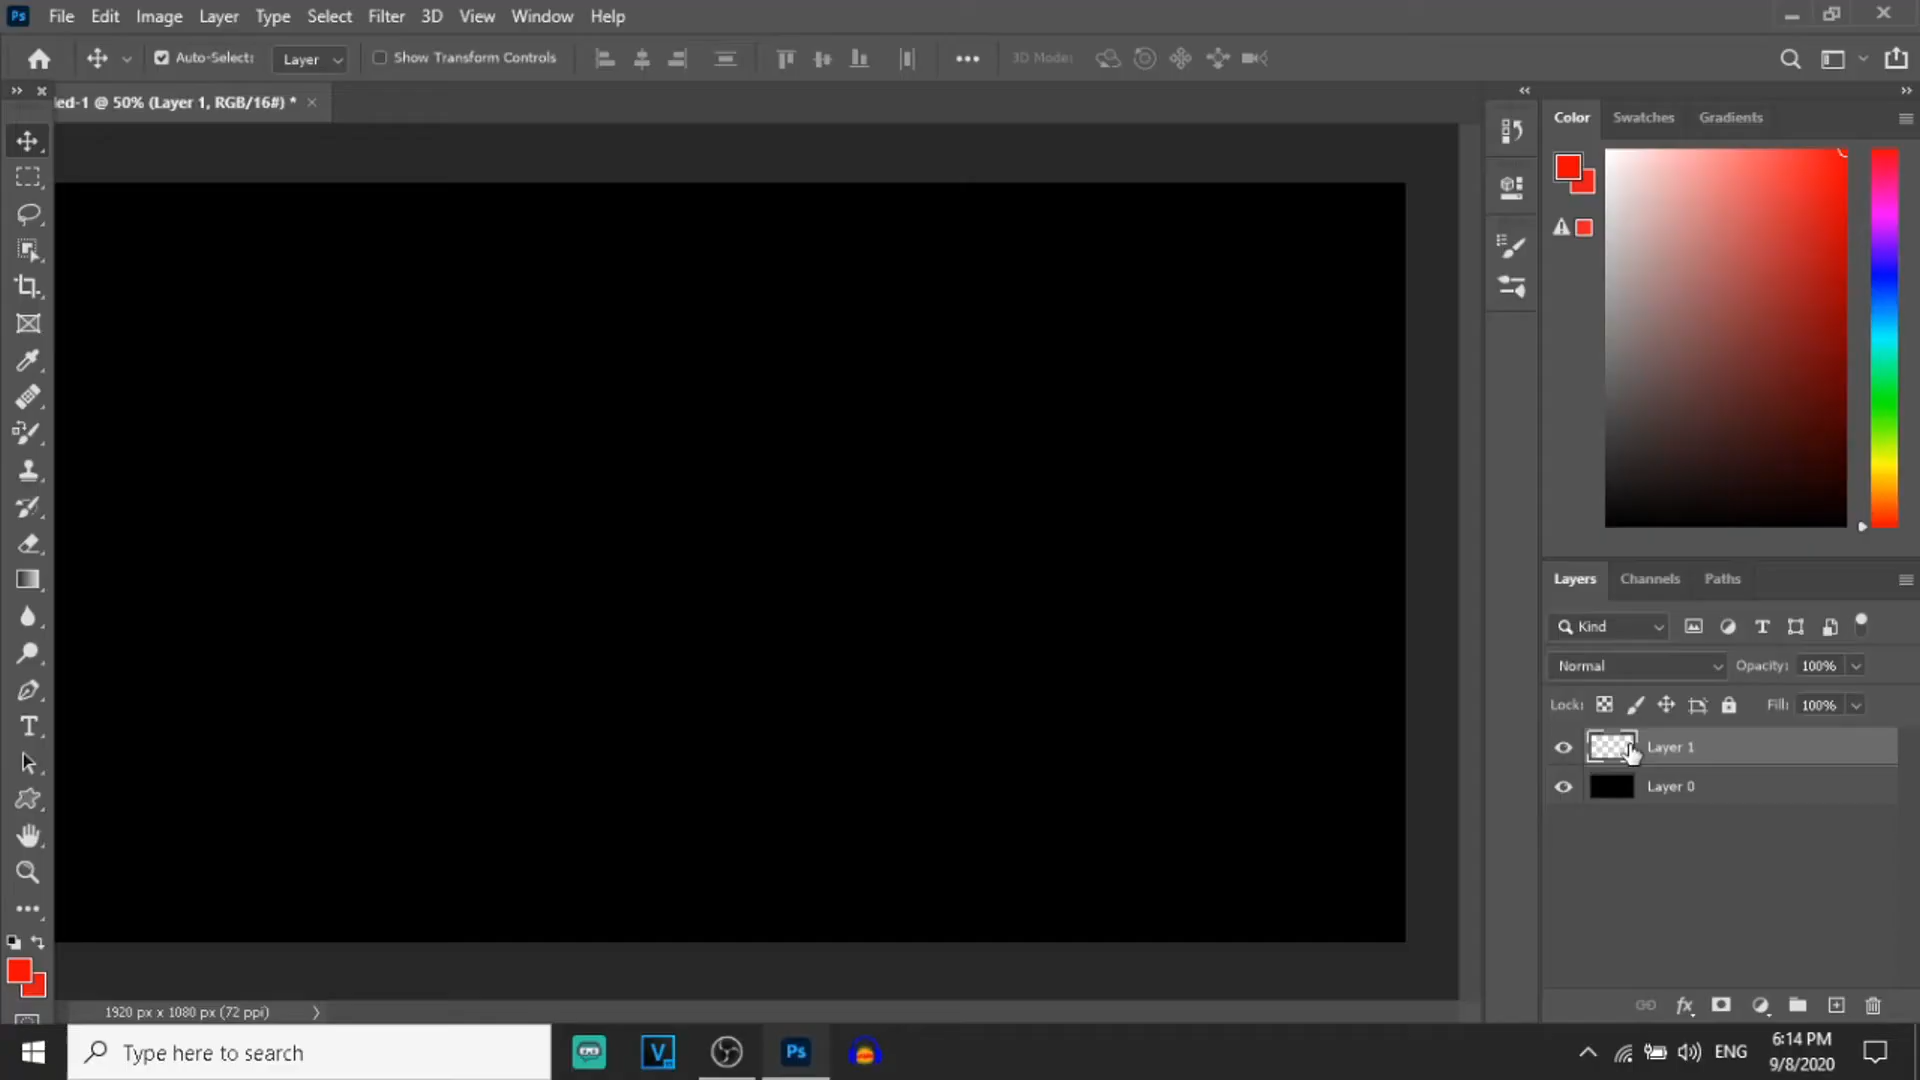 Ps File Edit Image Layer Type Select Filter 3D View Window Help
Auto-Select: Layer Show Transform Controls 3D Mode:
ed-1 @ 50% (Layer 1, RGB/16#) *
Color Swatches Gradients
Layers Channels Paths
Kind
Normal Opacity: 100%
Lock: Fill: 100%
Layer 1
Layer 0
1920 px x 1080 px (72 ppi)
Type here to search
V
Ps
ENG
6:14 PM
9/8/2020